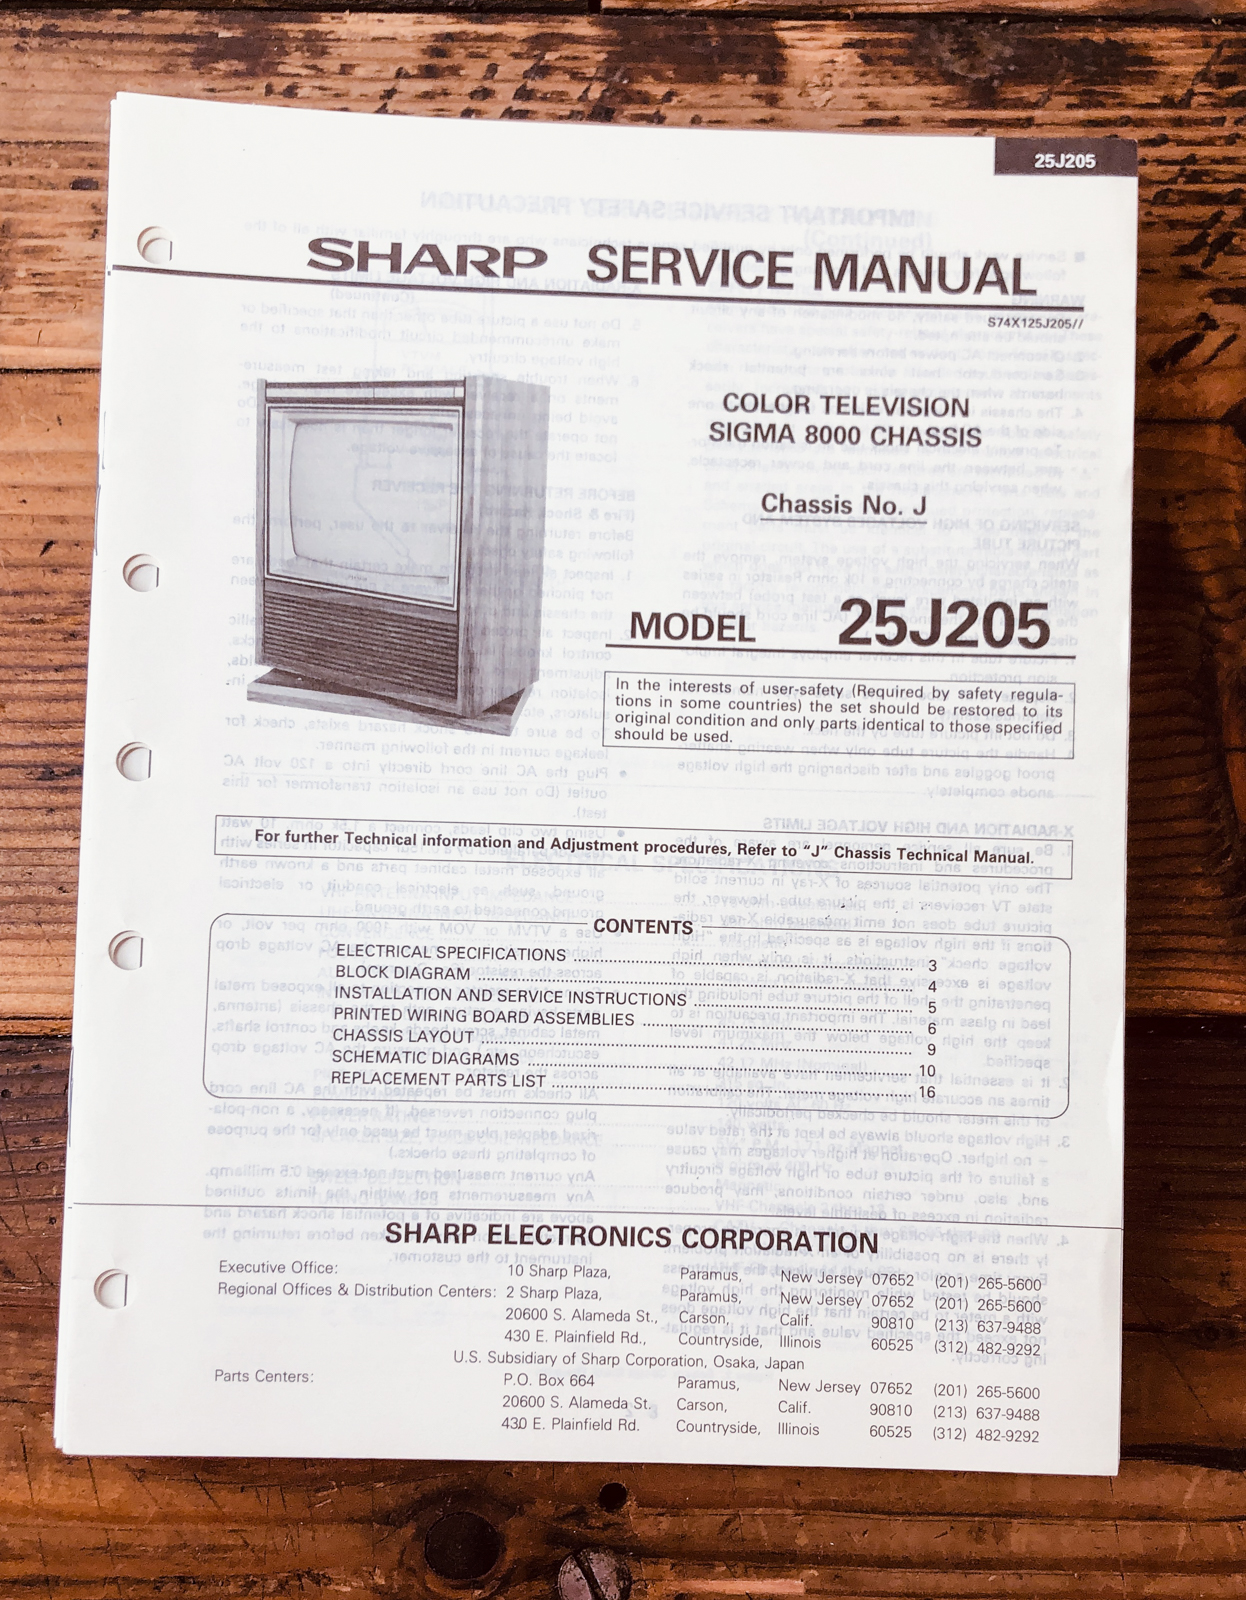 25J205
SHARP SERVICE MANUAL
S74X125J205//
COLOR TELEVISION
SIGMA 8000 CHASSIS
Chassis No. J
MODEL 25J205
In the interests of user-safety (Required by safety regula-
tions in some countries) the set should be restored to its
original condition and only parts identical to those specified
should be used.
For further Technical information and Adjustment procedures, Refer to “J” Chassis Technical Manual.
CONTENTS
ELECTRICAL SPECIFICATIONS ........ 3
BLOCK DIAGRAM ........ 4
INSTALLATION AND SERVICE INSTRUCTIONS ........ 5
PRINTED WIRING BOARD ASSEMBLIES ........ 6
CHASSIS LAYOUT ........ 9
SCHEMATIC DIAGRAMS ........ 10
REPLACEMENT PARTS LIST ........ 16
SHARP ELECTRONICS CORPORATION
Executive Office: 10 Sharp Plaza, Paramus, New Jersey 07652 (201) 265-5600
Regional Offices & Distribution Centers: 2 Sharp Plaza, Paramus, New Jersey 07652 (201) 265-5600
20600 S. Alameda St., Carson, Calif. 90810 (213) 637-9488
430 E. Plainfield Rd., Countryside, Illinois 60525 (312) 482-9292
U.S. Subsidiary of Sharp Corporation, Osaka, Japan
Parts Centers: P.O. Box 664 Paramus, New Jersey 07652 (201) 265-5600
20600 S. Alameda St. Carson, Calif. 90810 (213) 637-9488
430 E. Plainfield Rd. Countryside, Illinois 60525 (312) 482-9292